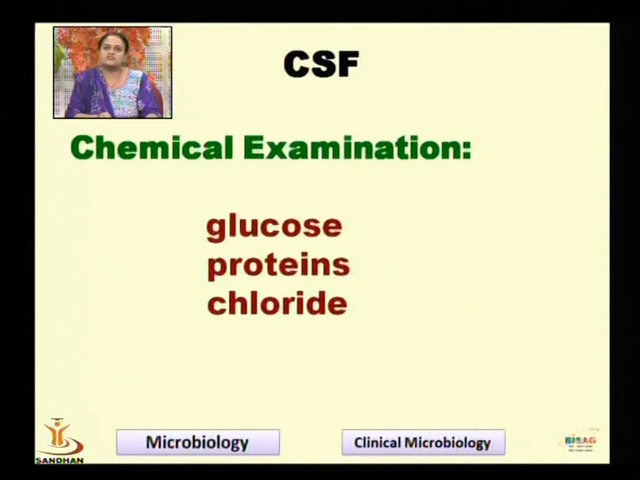 CSF
Chemical Examination:
glucose
proteins
chloride
SANDHAN
Microbiology
Clinical Microbiology
BISAG